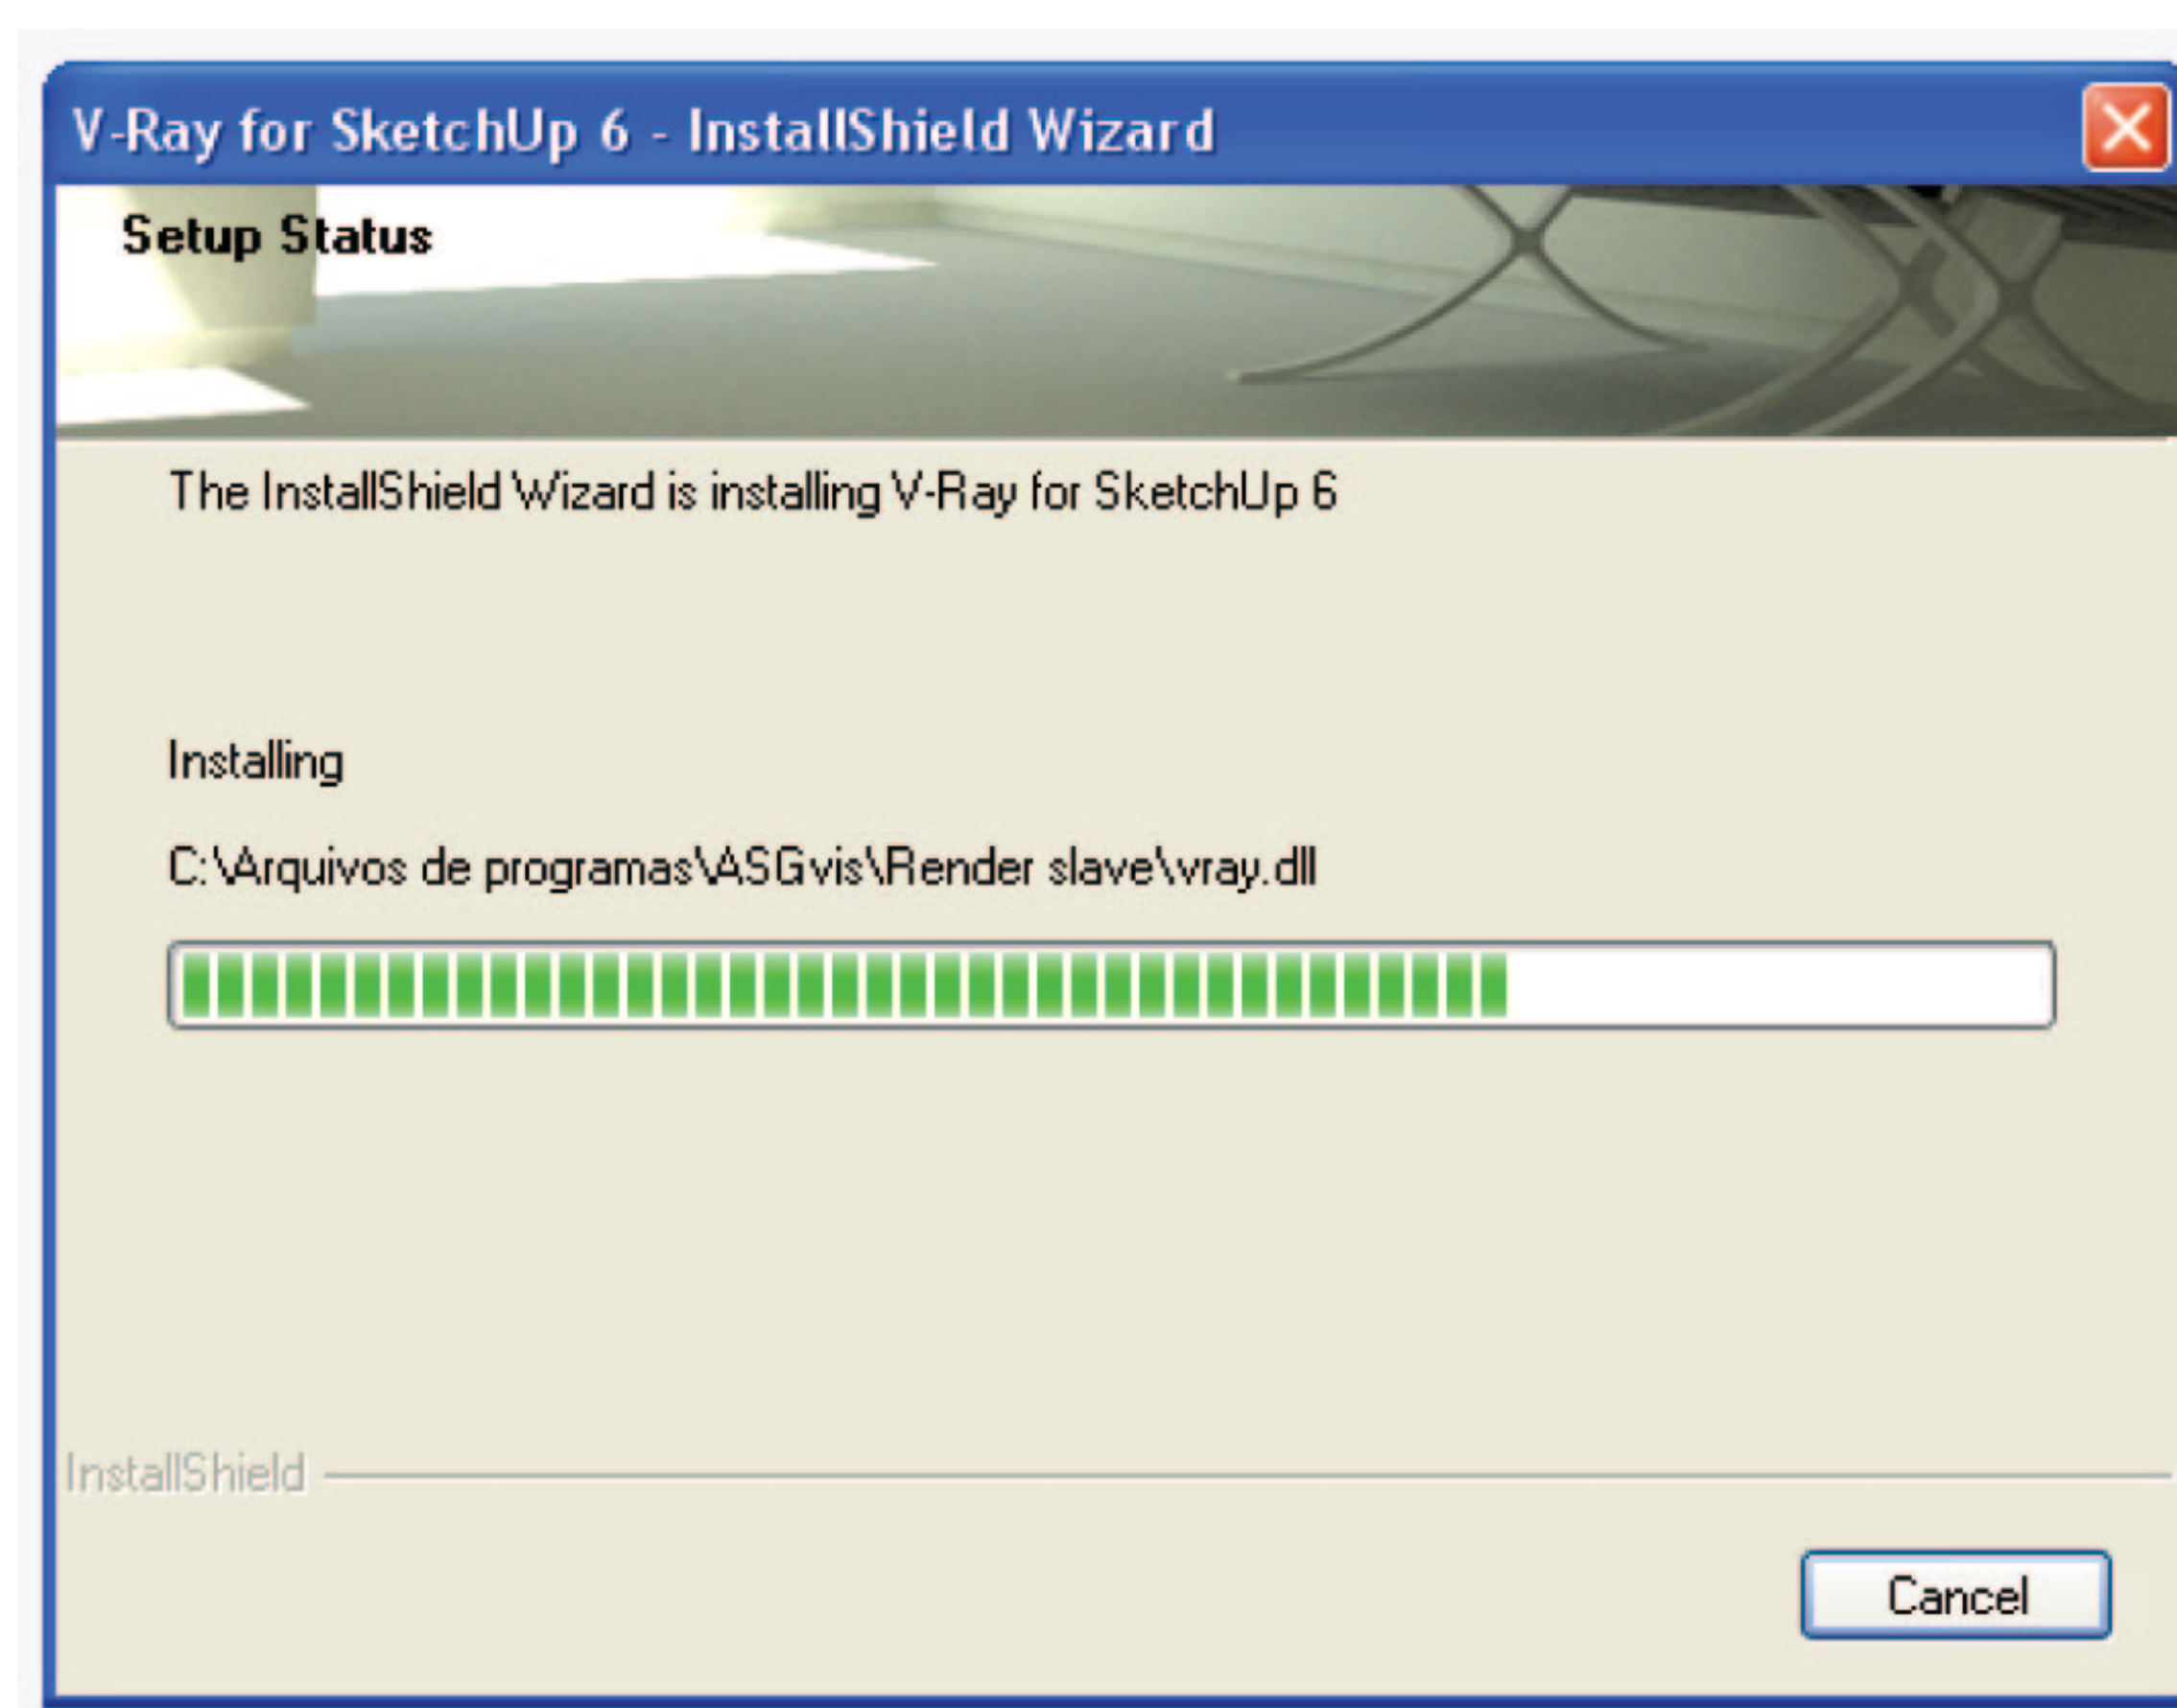 V-Ray for SketchUp 6 - InstallShield Wizard
Setup Status
The InstallShield Wizard is installing V-Ray for SketchUp 6
Installing
C:\Arquivos de programas\ASGvis\Render slave\vray.dll
InstallShield
Cancel